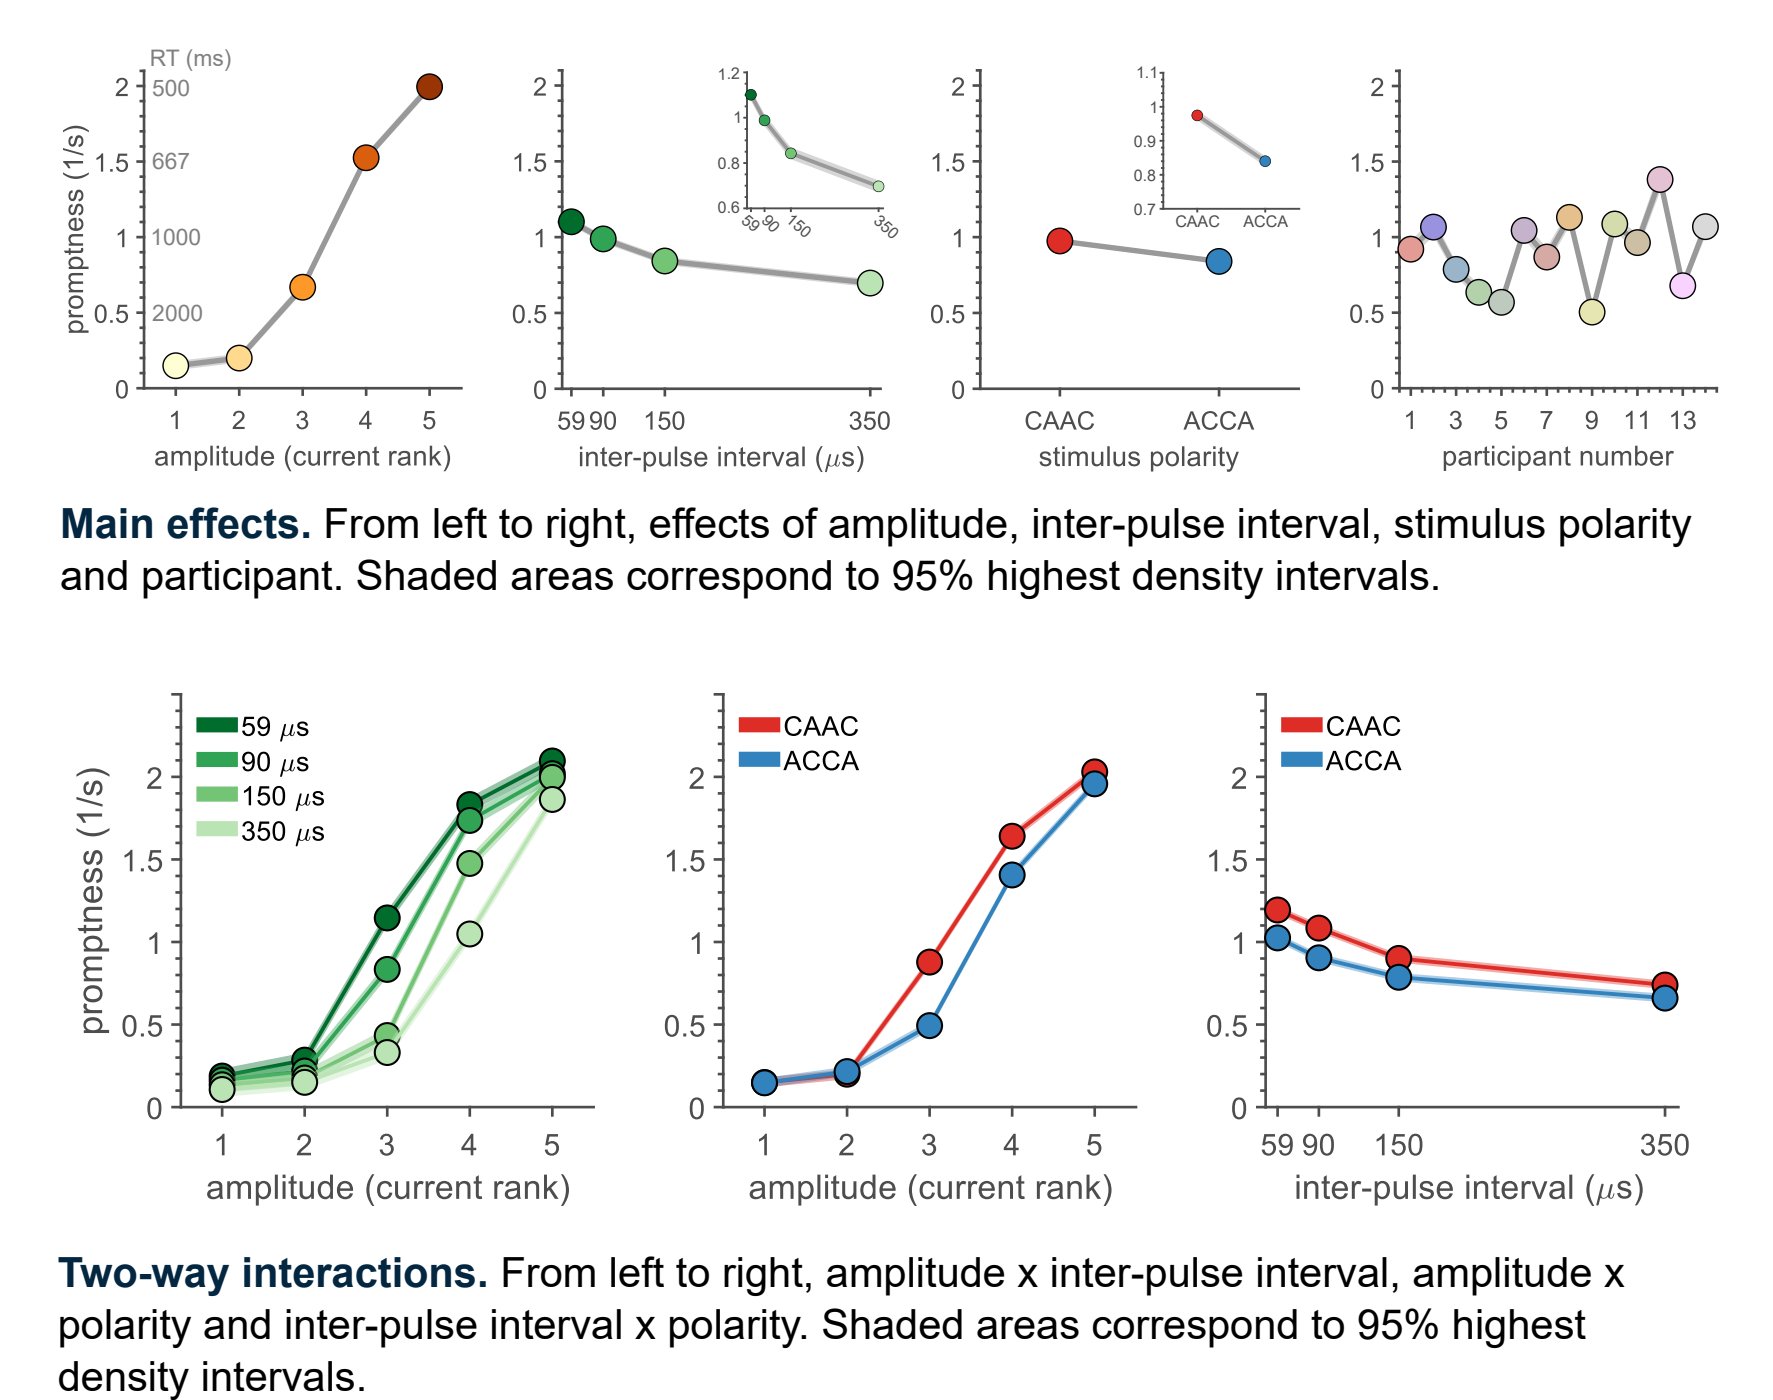 RT (ms)
promptness (1/s)
2
1.5
1
0.5
0
500
667
1000
2000
1 2 3 4 5
amplitude (current rank)
2
1.5
1
0.5
0
59 90 150 350
inter-pulse interval (μs)
1.2
1
0.8
0.6
59 90 150 350
2
1.5
1
0.5
0
CAAC ACCA
stimulus polarity
1.1
1
0.9
0.8
0.7
CAAC ACCA
2
1.5
1
0.5
0
1 3 5 7 9 11 13
participant number
Main effects. From left to right, effects of amplitude, inter-pulse interval, stimulus polarity
and participant. Shaded areas correspond to 95% highest density intervals.
promptness (1/s)
2
1.5
1
0.5
0
59 μs
90 μs
150 μs
350 μs
1 2 3 4 5
amplitude (current rank)
2
1.5
1
0.5
0
CAAC
ACCA
1 2 3 4 5
amplitude (current rank)
2
1.5
1
0.5
0
CAAC
ACCA
59 90 150 350
inter-pulse interval (μs)
Two-way interactions. From left to right, amplitude x inter-pulse interval, amplitude x
polarity and inter-pulse interval x polarity. Shaded areas correspond to 95% highest
density intervals.